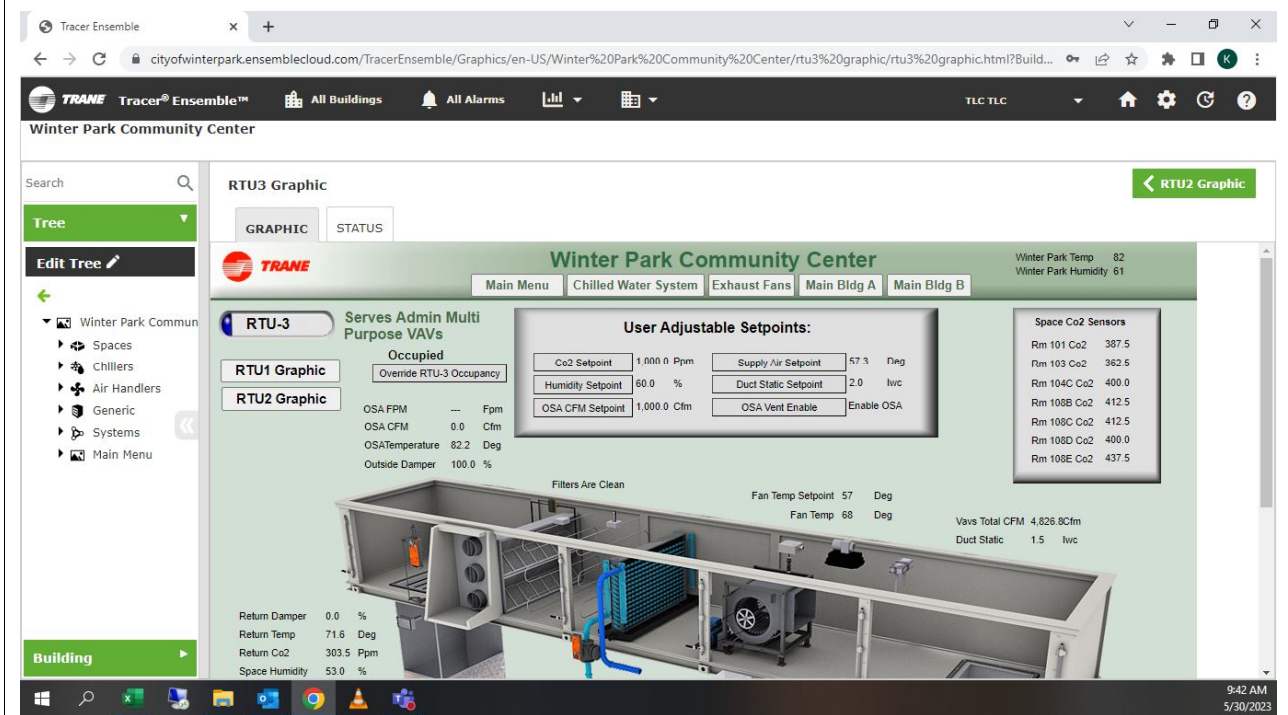 Tracer Ensemble
cityofwinterpark.ensemblecloud.com/TracerEnsemble/Graphics/enUS/Winter%20Park%20Community%20Center/rtu3%20graphic/rtu3%20graphic.html?Build...
K
TRANE Tracer® Ensemble™ All Buildings All Alarms TLC TLC
Winter Park Community Center
Search
RTU3 Graphic
RTU2 Graphic
Tree
GRAPHIC STATUS
Edit Tree
TRANE
Winter Park Community Center
Winter Park Temp 82
Winter Park Humidity 61
Main Menu Chilled Water System Exhaust Fans Main Bldg A Main Bldg B
Winter Park Commun
Spaces
Chillers
Air Handlers
Generic
Systems
Main Menu
Building
RTU-3
Serves Admin Multi
Purpose VAVs
Occupied
Override RTU-3 Occupancy
RTU1 Graphic
RTU2 Graphic
OSA FPM --- Fpm
OSA CFM 0.0 Cfm
OSATemperature 82.2 Deg
Outside Damper 100.0 %
User Adjustable Setpoints:
Co2 Setpoint 1,000.0 Ppm Supply Air Setpoint 57.3 Deg
Humidity Setpoint 60.0 % Duct Static Setpoint 2.0 Iwc
OSA CFM Setpoint 1,000.0 Cfm OSA Vent Enable Enable OSA
Space Co2 Sensors
Rm 101 Co2 387.5
Rm 103 Co2 362.5
Rm 104C Co2 400.0
Rm 108B Co2 412.5
Rm 108C Co2 412.5
Rm 108D Co2 400.0
Rm 108E Co2 437.5
Filters Are Clean
Fan Temp Setpoint 57 Deg
Fan Temp 68 Deg
Vavs Total CFM 4,826.8Cfm
Duct Static 1.5 Iwc
Return Damper 0.0 %
Return Temp 71.6 Deg
Return Co2 303.5 Ppm
Space Humidity 53.0 %
9:42 AM
5/30/2023